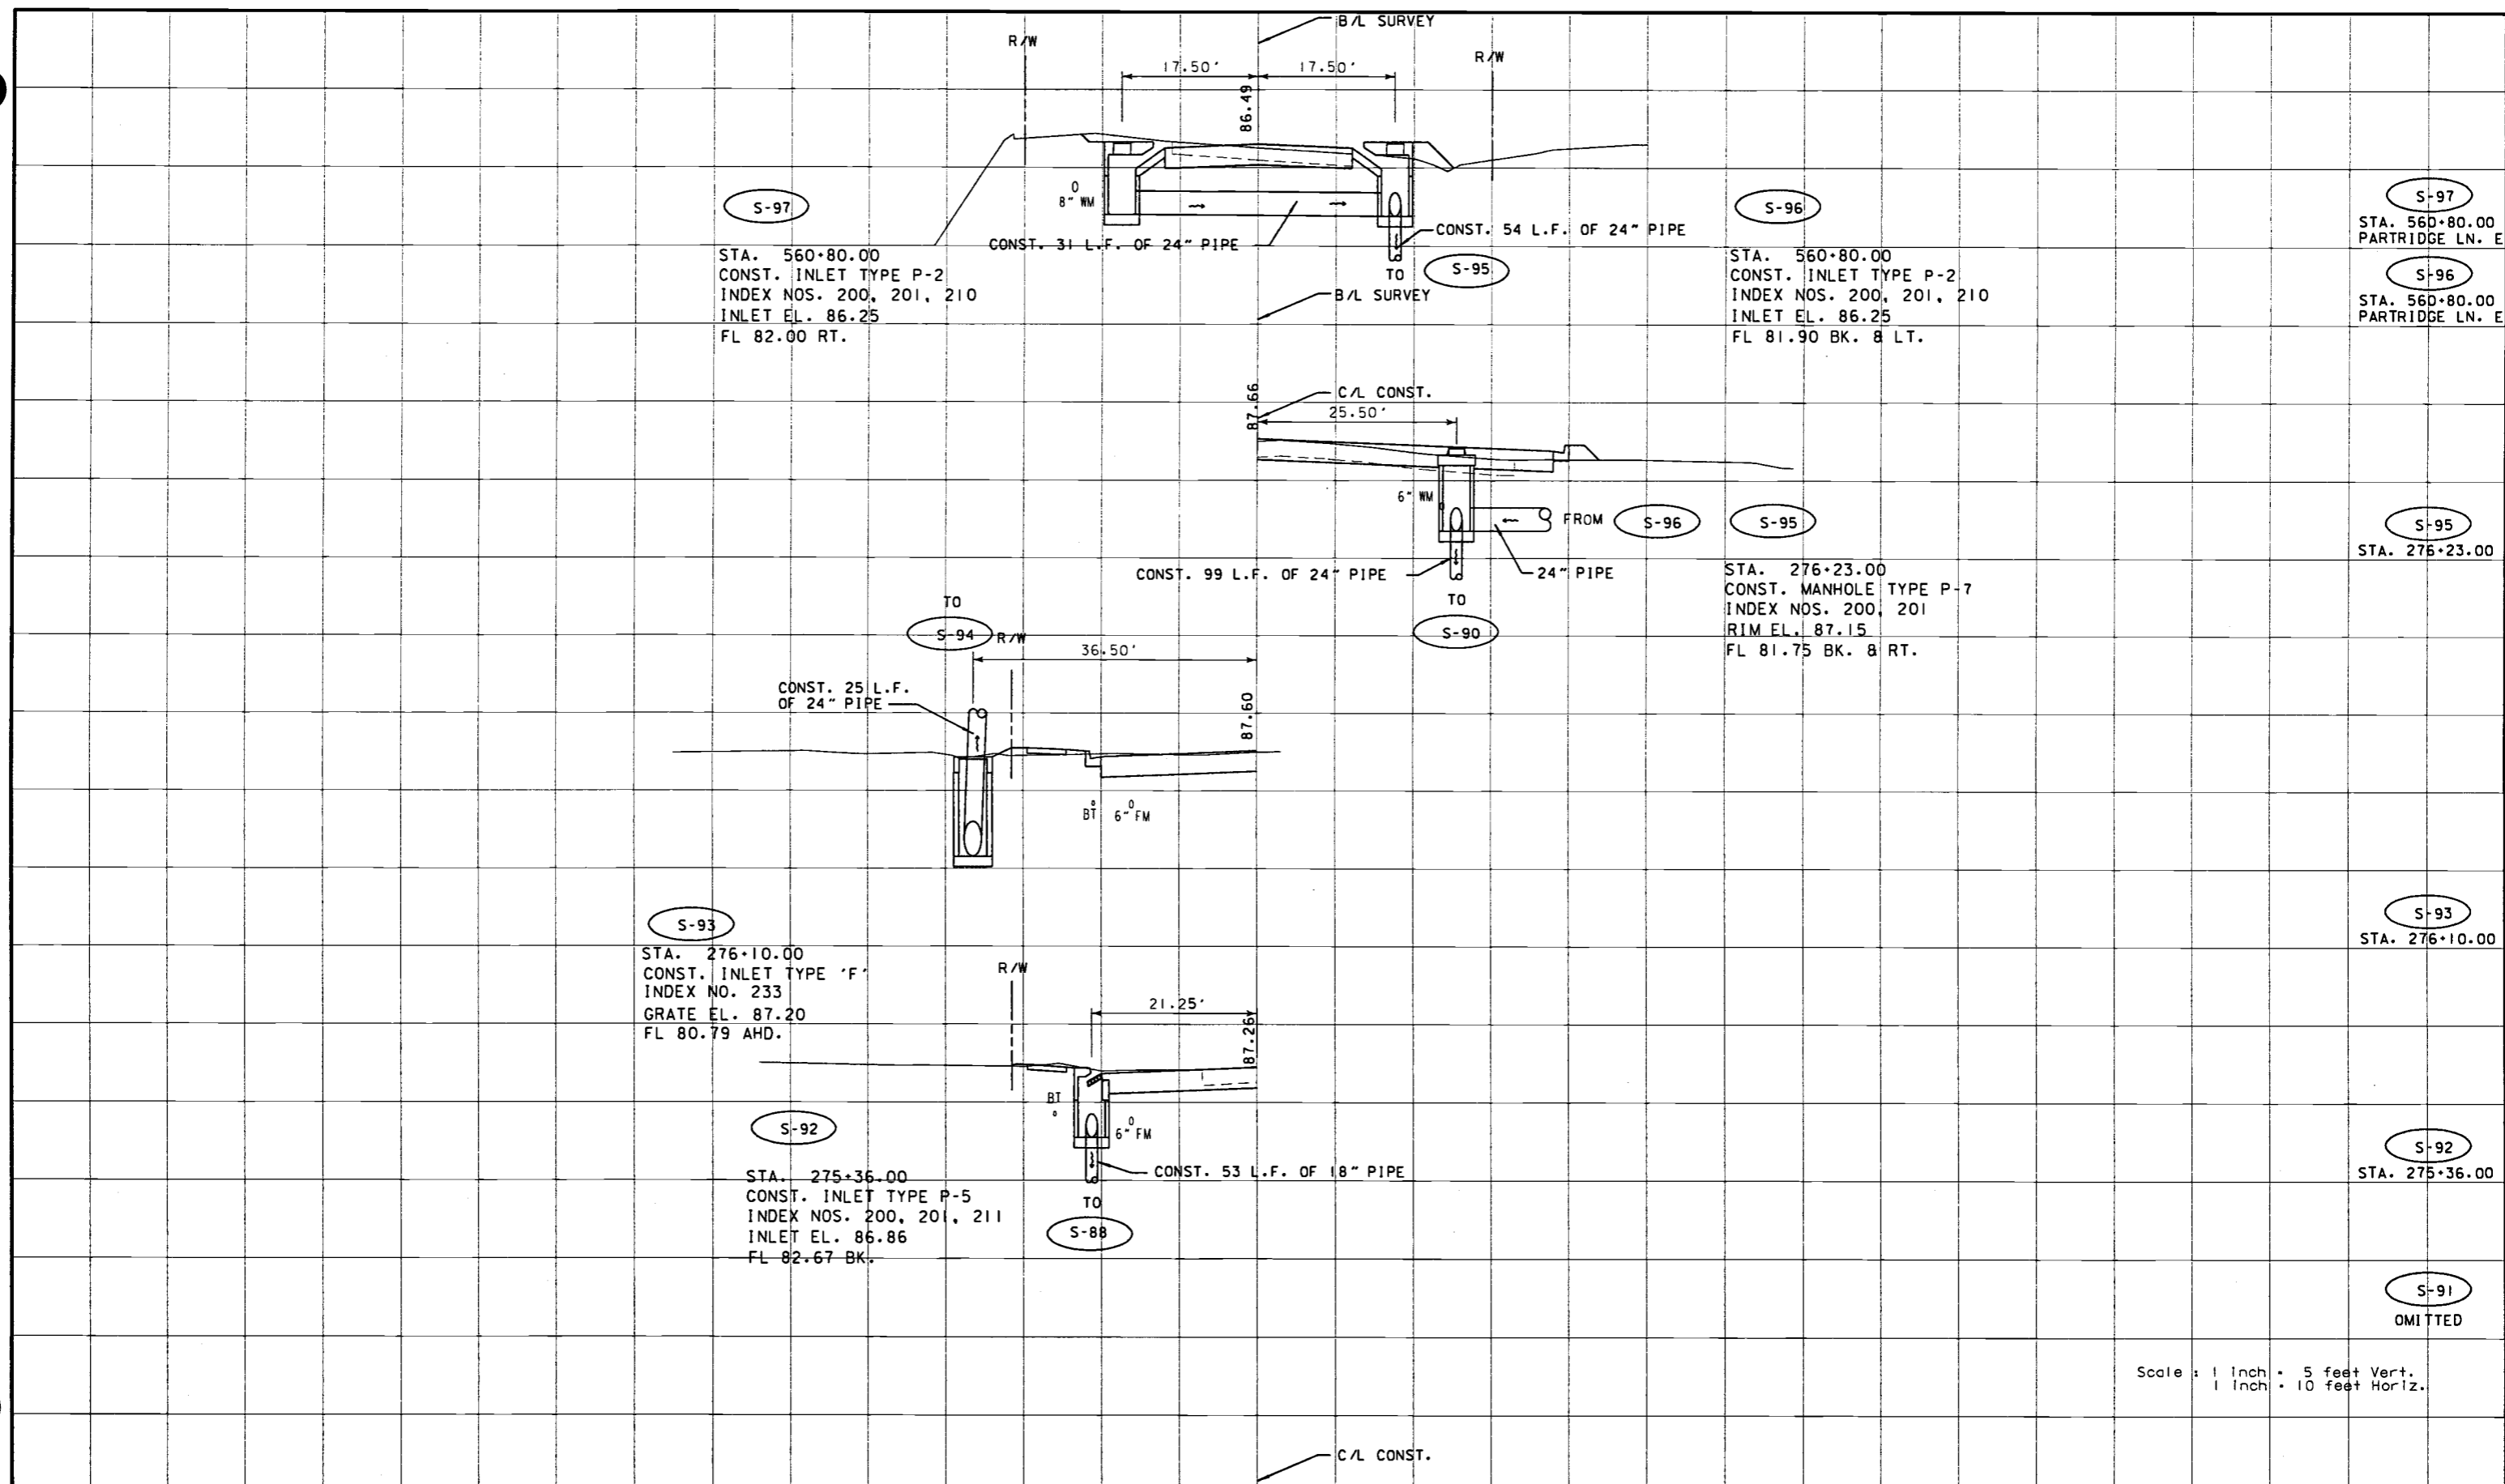 B/L SURVEY
R/W
R/W
17.50'
17.50'
86.49
0
8" WM
S-97
STA. 560+80.00
CONST. INLET TYPE P-2
INDEX NOS. 200, 201, 210
INLET EL. 86.25
FL 82.00 RT.
CONST. 31 L.F. OF 24" PIPE
CONST. 54 L.F. OF 24" PIPE
TO
S-95
S-96
STA. 560+80.00
CONST. INLET TYPE P-2
INDEX NOS. 200, 201, 210
INLET EL. 86.25
FL 81.90 BK. & LT.
S-97
STA. 560+80.00
PARTRIDGE LN. E
S-96
STA. 560+80.00
PARTRIDGE LN. E
B/L SURVEY
C/L CONST.
87.66
25.50'
6" WM
FROM
S-96
S-95
CONST. 99 L.F. OF 24" PIPE
24" PIPE
TO
S-90
STA. 276+23.00
CONST. MANHOLE TYPE P-7
INDEX NOS. 200, 201
RIM EL. 87.15
FL 81.75 BK. & RT.
S-95
STA. 276+23.00
TO
S-94
R/W
36.50'
CONST. 25 L.F.
OF 24" PIPE
87.60
BT
0
6" FM
S-93
STA. 276+10.00
CONST. INLET TYPE 'F'
INDEX NO. 233
GRATE EL. 87.20
FL 80.79 AHD.
S-93
STA. 276+10.00
R/W
21.25'
87.26
BT
0
6" FM
S-92
STA. 275+36.00
CONST. INLET TYPE P-5
INDEX NOS. 200, 201, 211
INLET EL. 86.86
FL 82.67 BK.
CONST. 53 L.F. OF 18" PIPE
TO
S-88
S-92
STA. 275+36.00
S-91
OMITTED
Scale : 1 inch = 5 feet Vert.
1 inch = 10 feet Horiz.
C/L CONST.